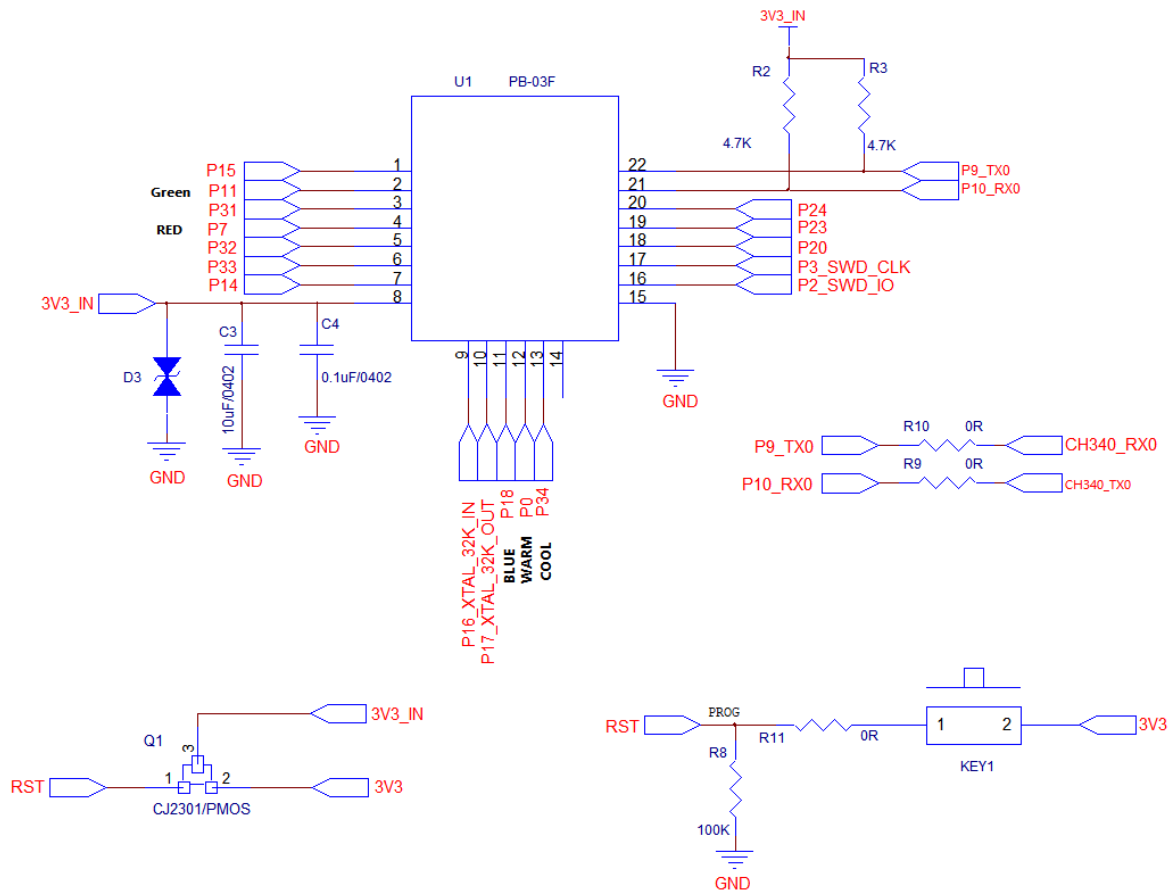 3V3_IN
U1 PB-03F
R2 R3
4.7K 4.7K
P15 1
Green P11 2
P31 3
RED P7 4
P32 5
P33 6
P14 7
3V3_IN 8
22 P9_TX0
21 P10_RX0
20 P24
19 P23
18 P20
17 P3_SWD_CLK
16 P2_SWD_IO
15
GND
C3
10uF/0402
GND
C4
0.1uF/0402
GND
D3
GND
9
10
11
12
13
14
P16_XTAL_32K_IN
P17_XTAL_32K_OUT
P18
P0
P34
BLUE
WARM
COOL
P9_TX0 R10 0R CH340_RX0
P10_RX0 R9 0R CH340_TX0
3V3_IN
Q1 3
RST 1 2 3V3
CJ2301/PMOS
RST PROG R11 0R 1 2 3V3
KEY1
R8
100K
GND